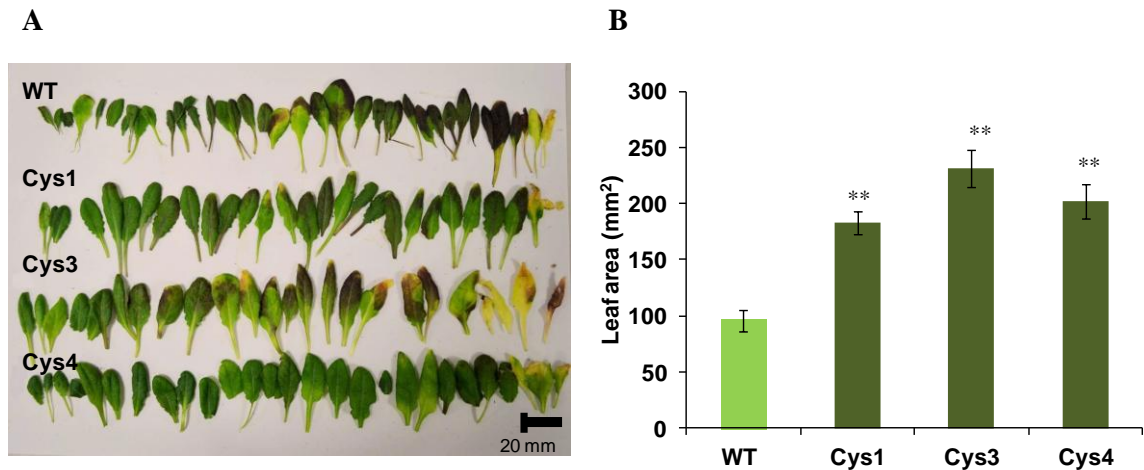 A
WT
Cys1
Cys3
Cys4
20 mm
B
Leaf area (mm²)
300
250
200
150
100
50
0
**
**
**
WT Cys1 Cys3 Cys4